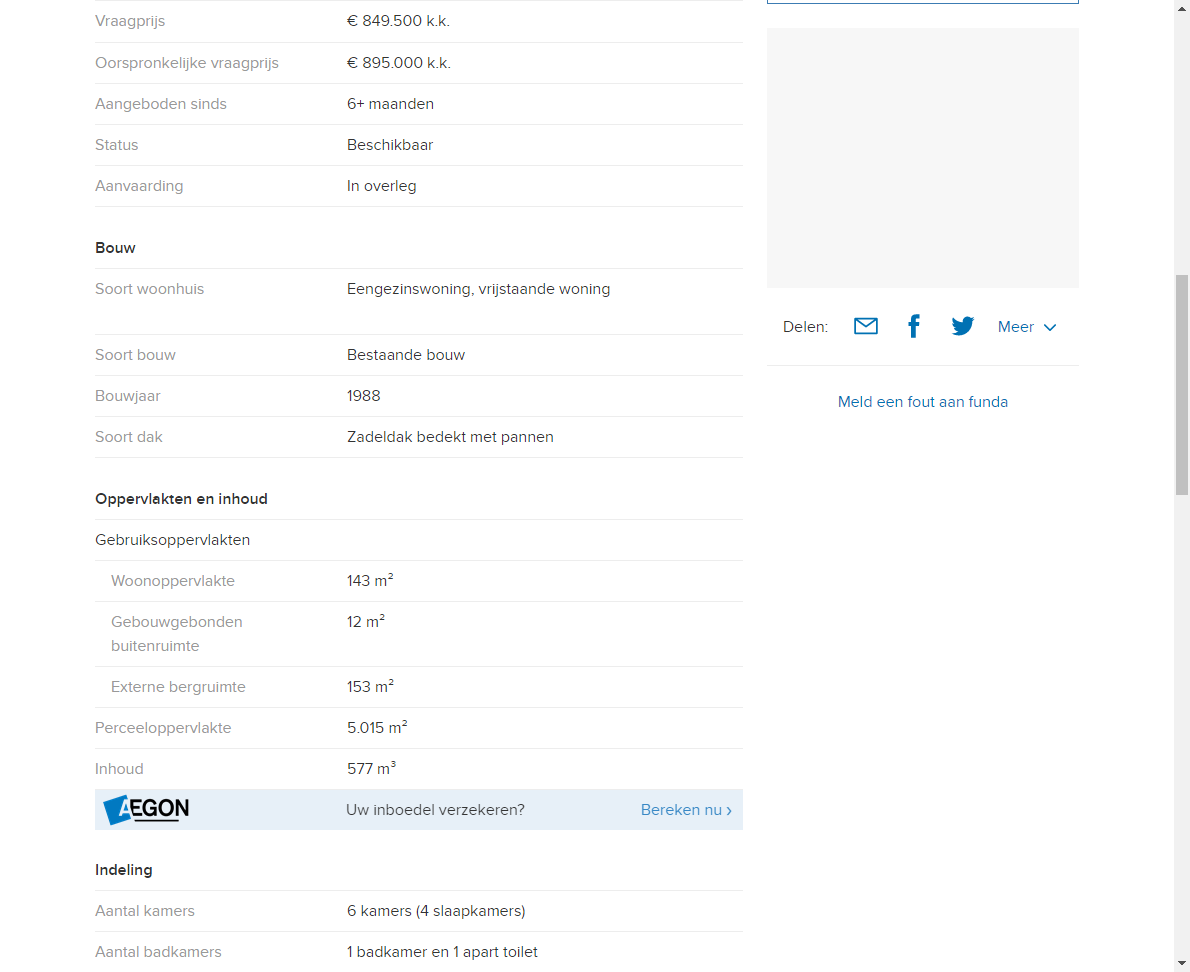 Vraagprijs € 849.500 k.k.
Oorspronkelijke vraagprijs € 895.000 k.k.
Aangeboden sinds 6+ maanden
Status Beschikbaar
Aanvaarding In overleg
Bouw
Soort woonhuis Eengezinswoning, vrijstaande woning
Soort bouw Bestaande bouw
Bouwjaar 1988
Soort dak Zadeldak bedekt met pannen
Oppervlakten en inhoud
Gebruiksoppervlakten
Woonoppervlakte 143 m²
Gebouwgebonden 12 m²
buitenruimte
Externe bergruimte 153 m²
Perceeloppervlakte 5.015 m²
Inhoud 577 m³
AEGON Uw inboedel verzekeren? Bereken nu ›
Indeling
Aantal kamers 6 kamers (4 slaapkamers)
Aantal badkamers 1 badkamer en 1 apart toilet
Delen: Meer
Meld een fout aan funda